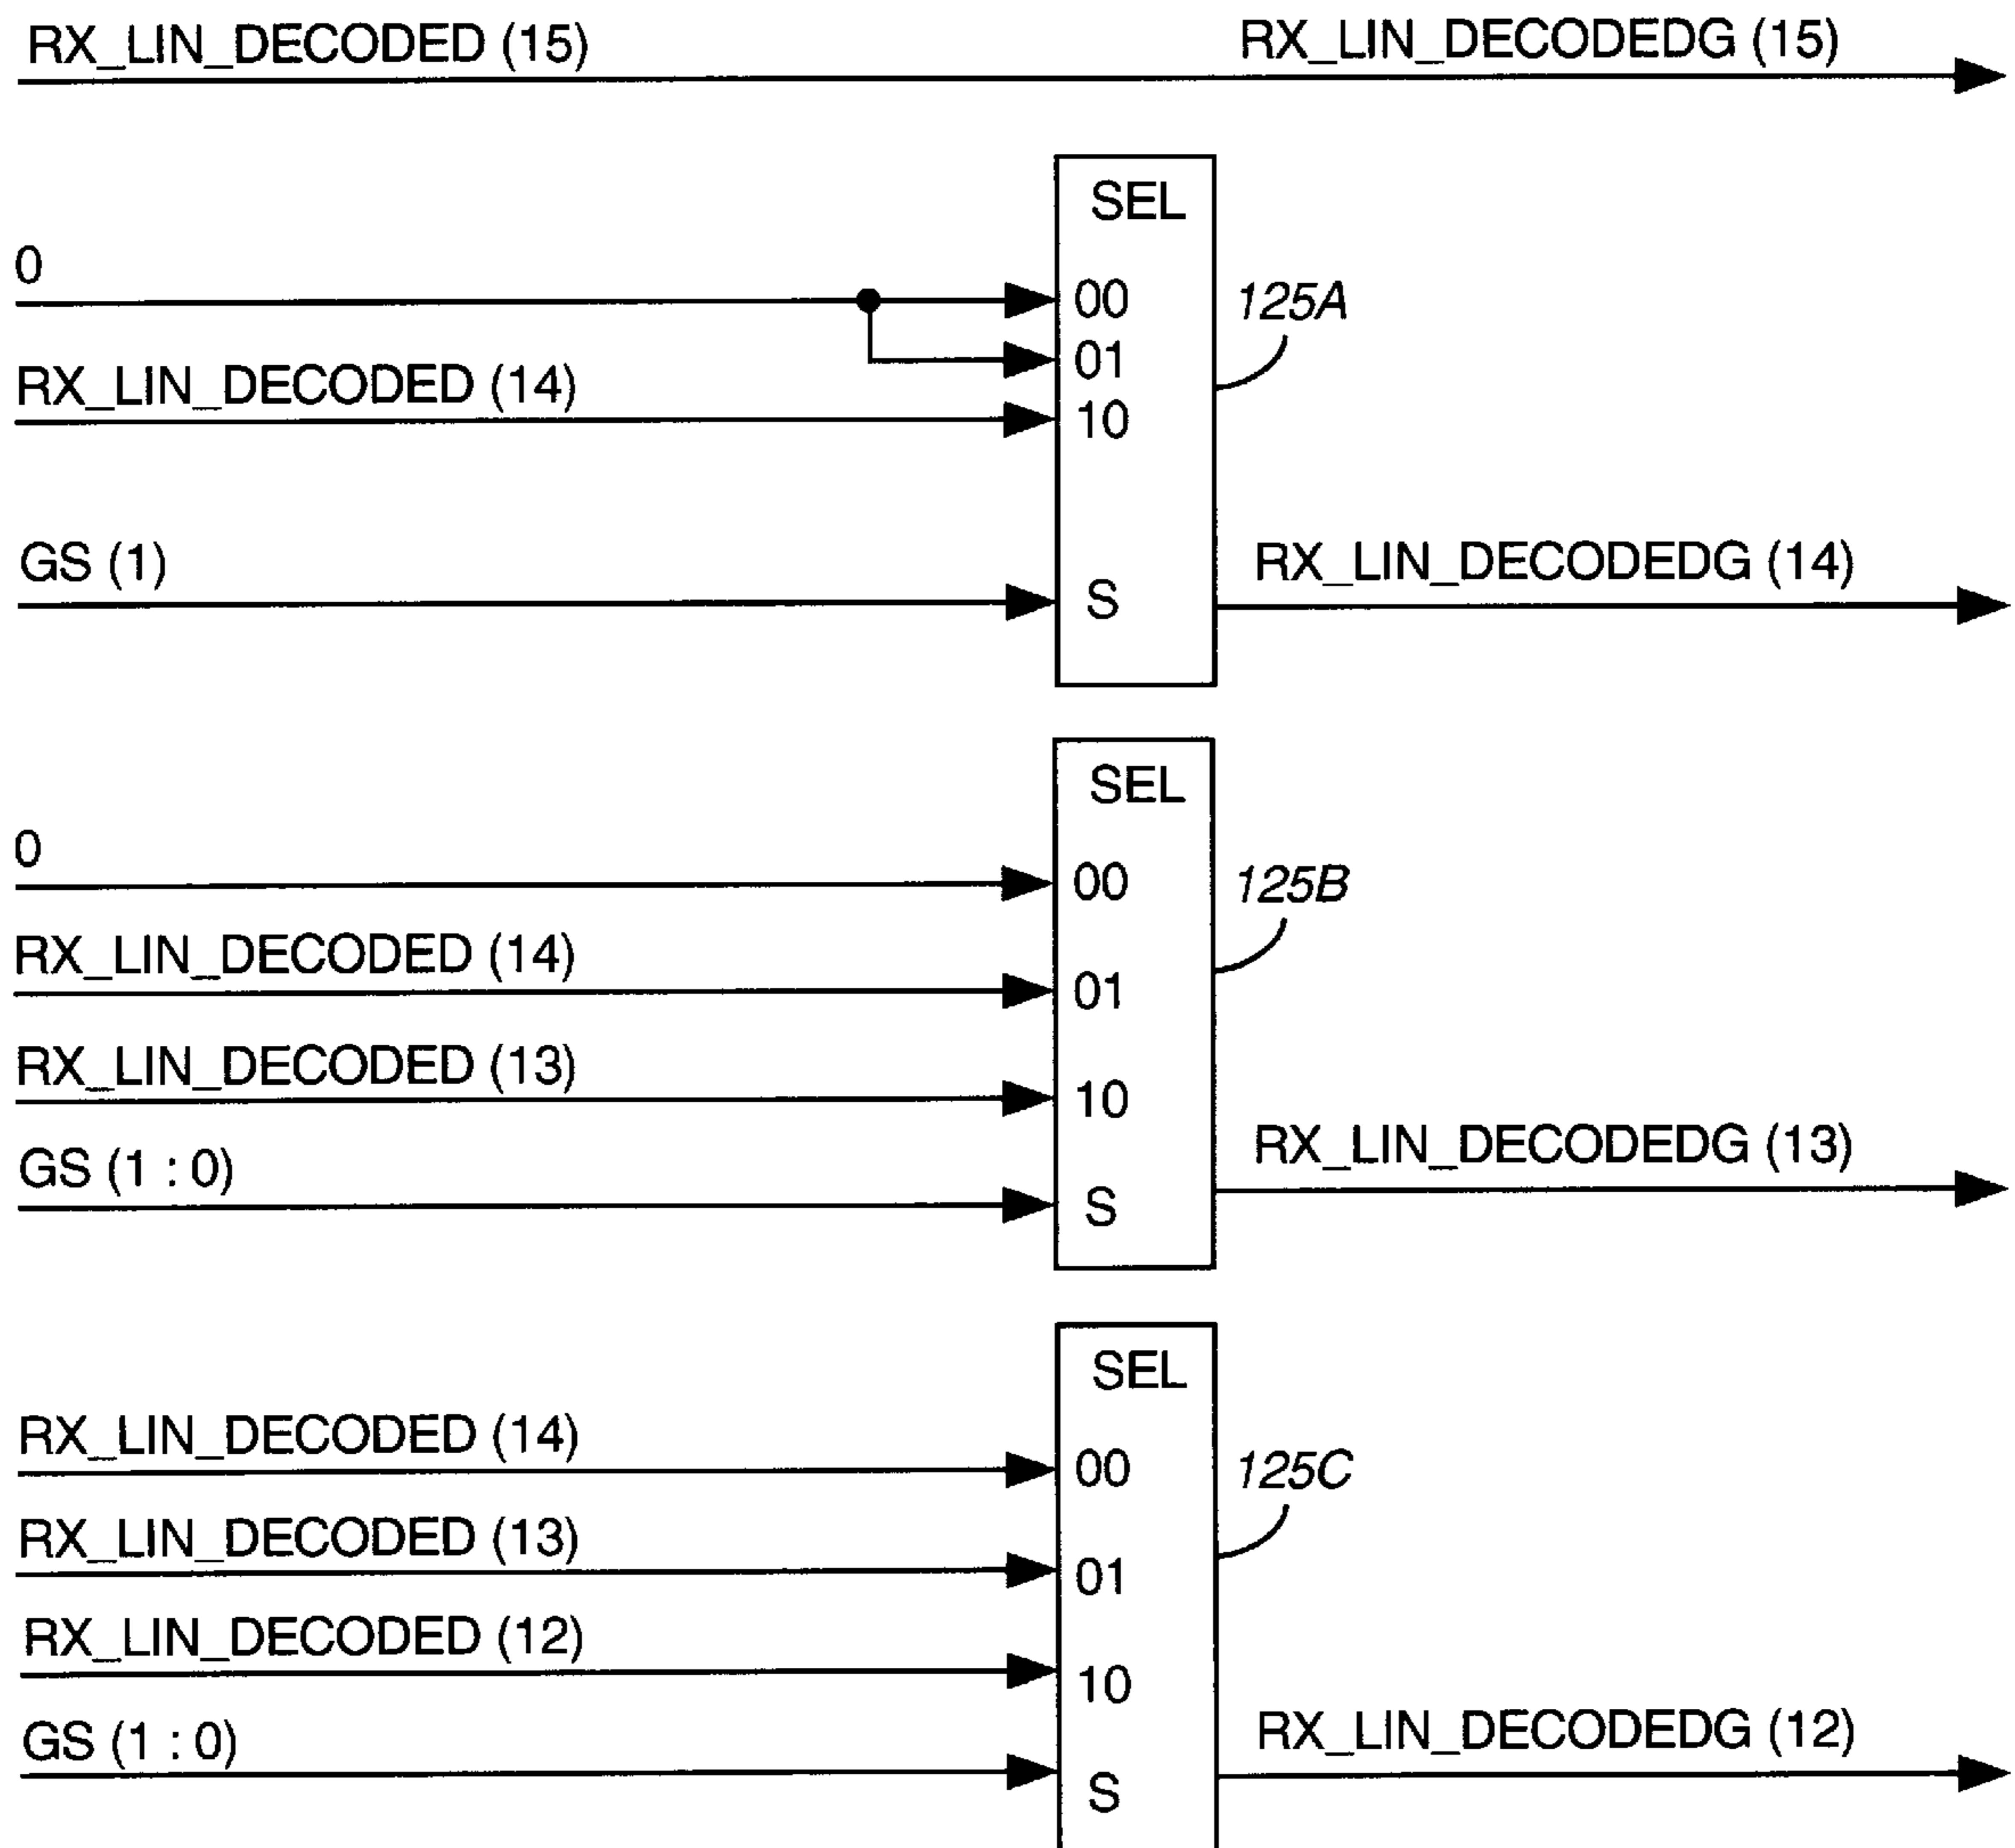 RX_LIN_DECODED (15) RX_LIN_DECODEDG (15)
SEL
0
00
125A
01
RX_LIN_DECODED (14)
10
GS (1)
S
RX_LIN_DECODEDG (14)
SEL
0
00
125B
RX_LIN_DECODED (14)
01
RX_LIN_DECODED (13)
10
GS (1 : 0)
S
RX_LIN_DECODEDG (13)
SEL
RX_LIN_DECODED (14)
00
125C
RX_LIN_DECODED (13)
01
RX_LIN_DECODED (12)
10
GS (1 : 0)
S
RX_LIN_DECODEDG (12)